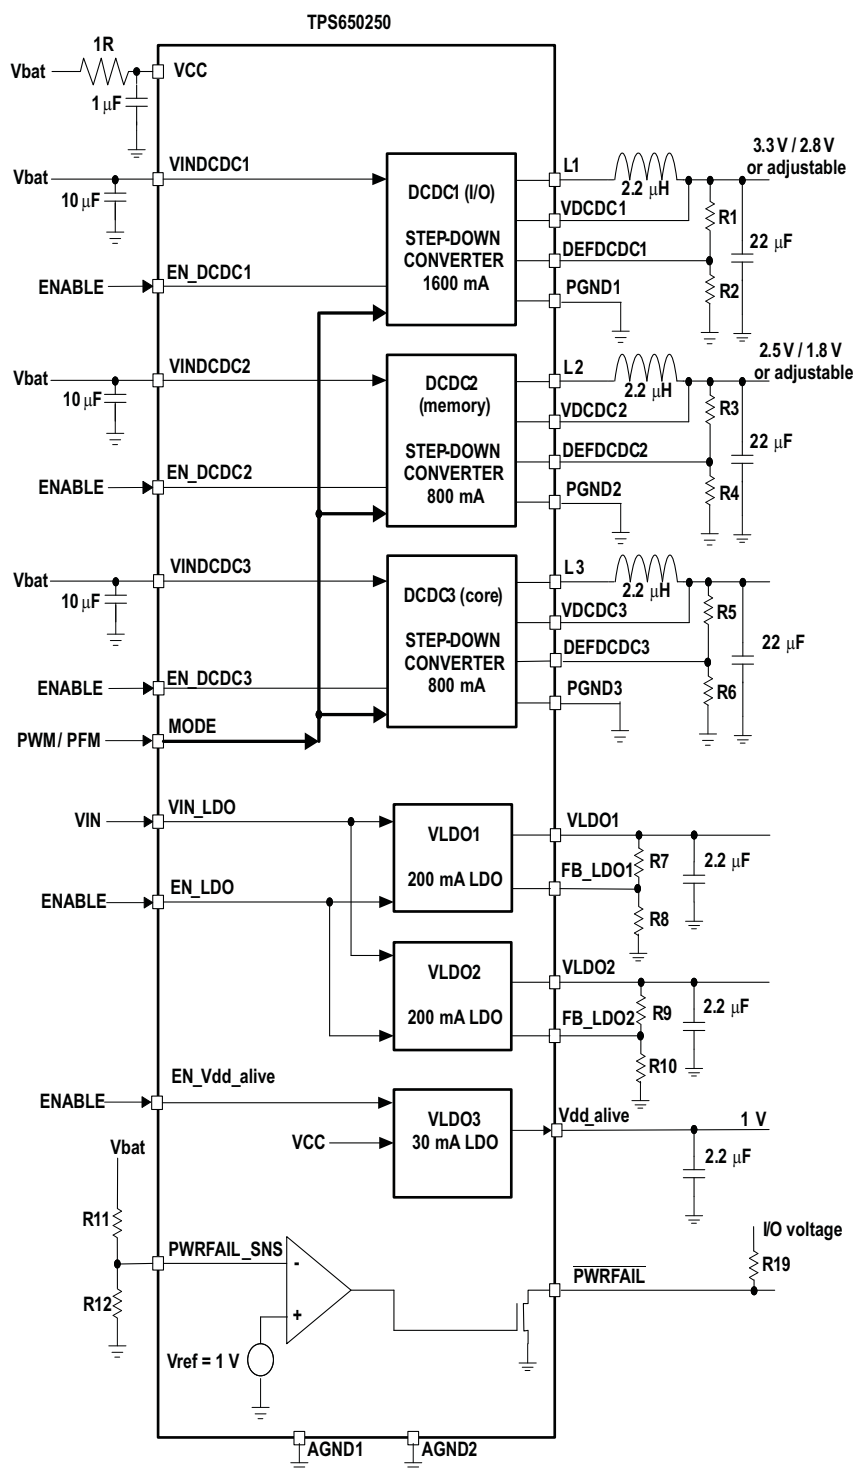 TPS650250
1R
Vbat
VCC
1 μF
Vbat
VINDCDC1
10 μF
ENABLE
EN_DCDC1
DCDC1 (I/O)
STEP-DOWN
CONVERTER
1600 mA
L1
2.2 μH
3.3 V / 2.8 V
or adjustable
VDCDC1
R1
DEFDCDC1
22 μF
R2
PGND1
Vbat
VINDCDC2
10 μF
ENABLE
EN_DCDC2
DCDC2
(memory)
STEP-DOWN
CONVERTER
800 mA
L2
2.2 μH
2.5 V / 1.8 V
or adjustable
VDCDC2
R3
DEFDCDC2
22 μF
R4
PGND2
Vbat
VINDCDC3
10 μF
ENABLE
EN_DCDC3
DCDC3 (core)
STEP-DOWN
CONVERTER
800 mA
L3
2.2 μH
VDCDC3
R5
DEFDCDC3
22 μF
R6
PGND3
PWM/ PFM
MODE
VIN
VIN_LDO
ENABLE
EN_LDO
VLDO1
200 mA LDO
VLDO1
R7
2.2 μF
FB_LDO1
R8
VLDO2
200 mA LDO
VLDO2
R9
2.2 μF
FB_LDO2
R10
ENABLE
EN_Vdd_alive
VCC
VLDO3
30 mA LDO
Vdd_alive
1 V
2.2 μF
Vbat
R11
PWRFAIL_SNS
R12
-
+
Vref = 1 V
PWRFAIL
I/O voltage
R19
AGND1
AGND2